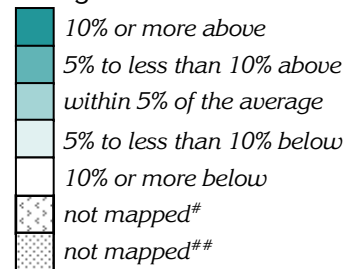 10% or more above
5% to less than 10% above
within 5% of the average
5% to less than 10% below
10% or more below
not mapped#
not mapped##